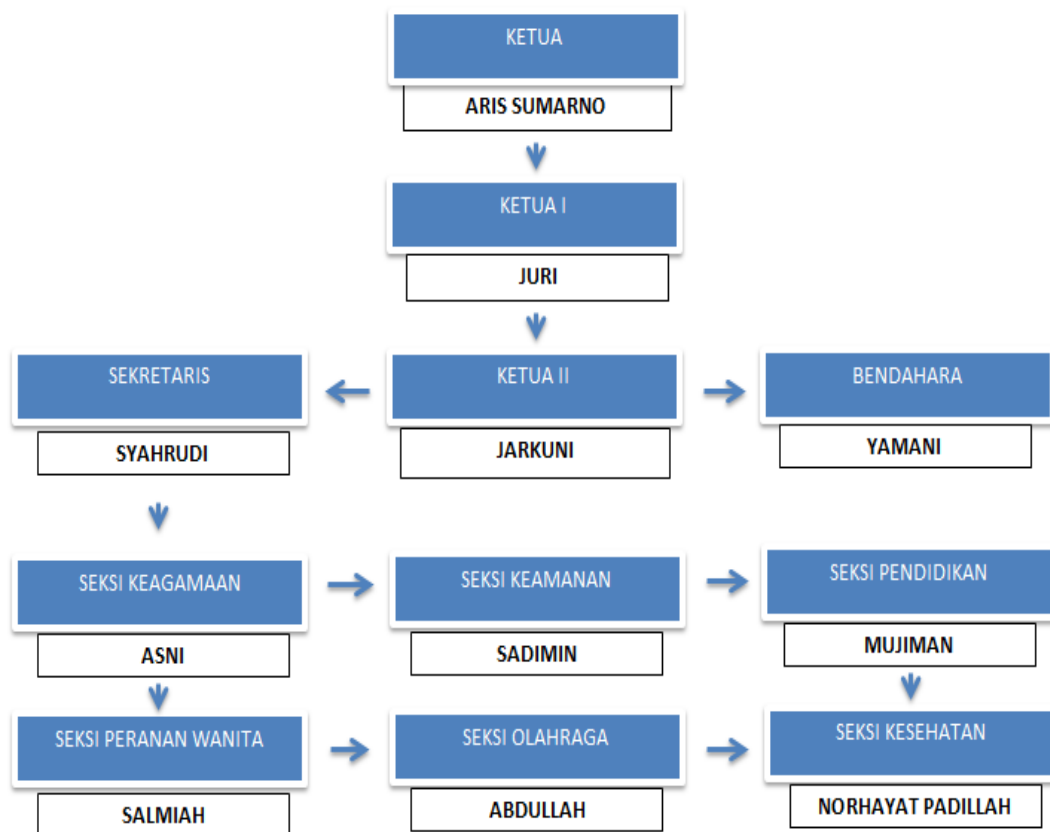 KETUA
ARIS SUMARNO
KETUA I
JURI
SEKRETARIS
SYAHRUDI
KETUA II
JARKUNI
BENDAHARA
YAMANI
SEKSI KEAGAMAAN
ASNI
SEKSI KEAMANAN
SADIMIN
SEKSI PENDIDIKAN
MUJIMAN
SEKSI PERANAN WANITA
SALMIAH
SEKSI OLAHRAGA
ABDULLAH
SEKSI KESEHATAN
NORHAYAT PADILLAH